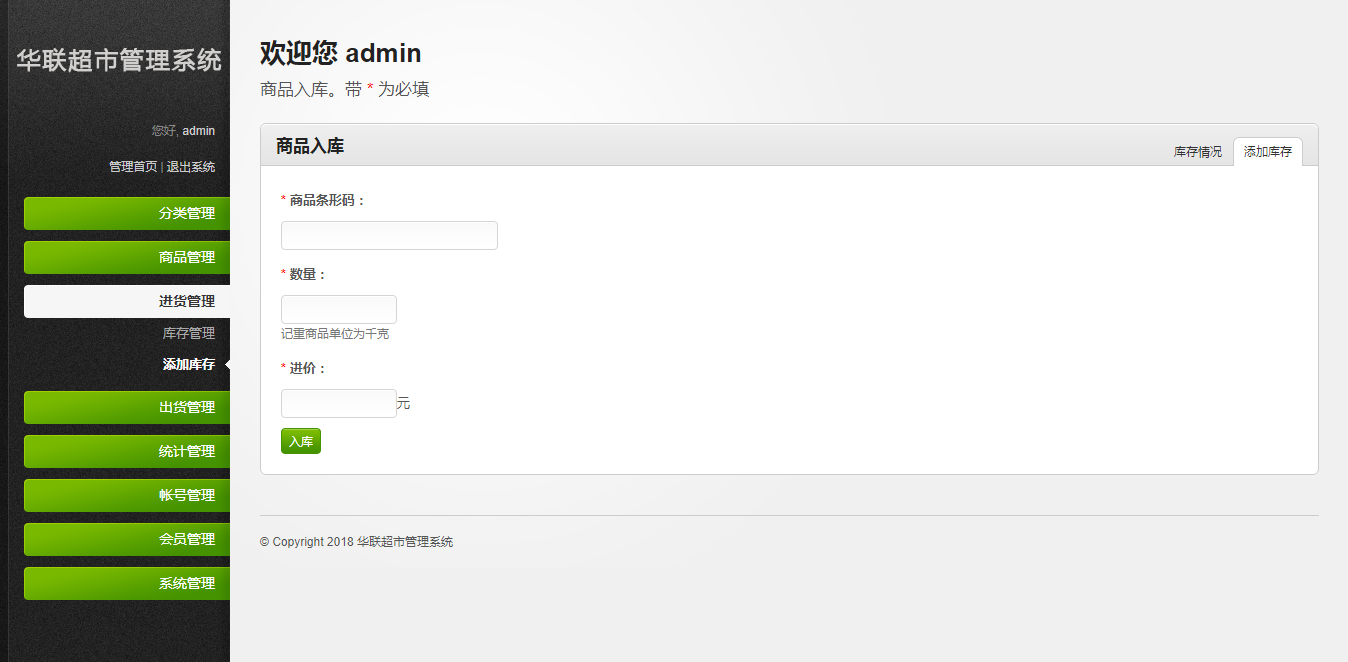 华联超市管理系统
您好, admin
管理首页 | 退出系统
分类管理
商品管理
进货管理
库存管理
添加库存
出货管理
统计管理
帐号管理
会员管理
系统管理
欢迎您 admin
商品入库。带 * 为必填
商品入库
库存情况
添加库存
* 商品条形码：
* 数量：
记重商品单位为千克
* 进价：
元
入库
© Copyright 2018 华联超市管理系统